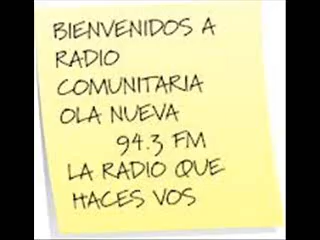 BIENVENIDOS A
RADIO
COMUNITARIA
OLA NUEVA
94.3 FM
LA RADIO QUE
HACES VOS